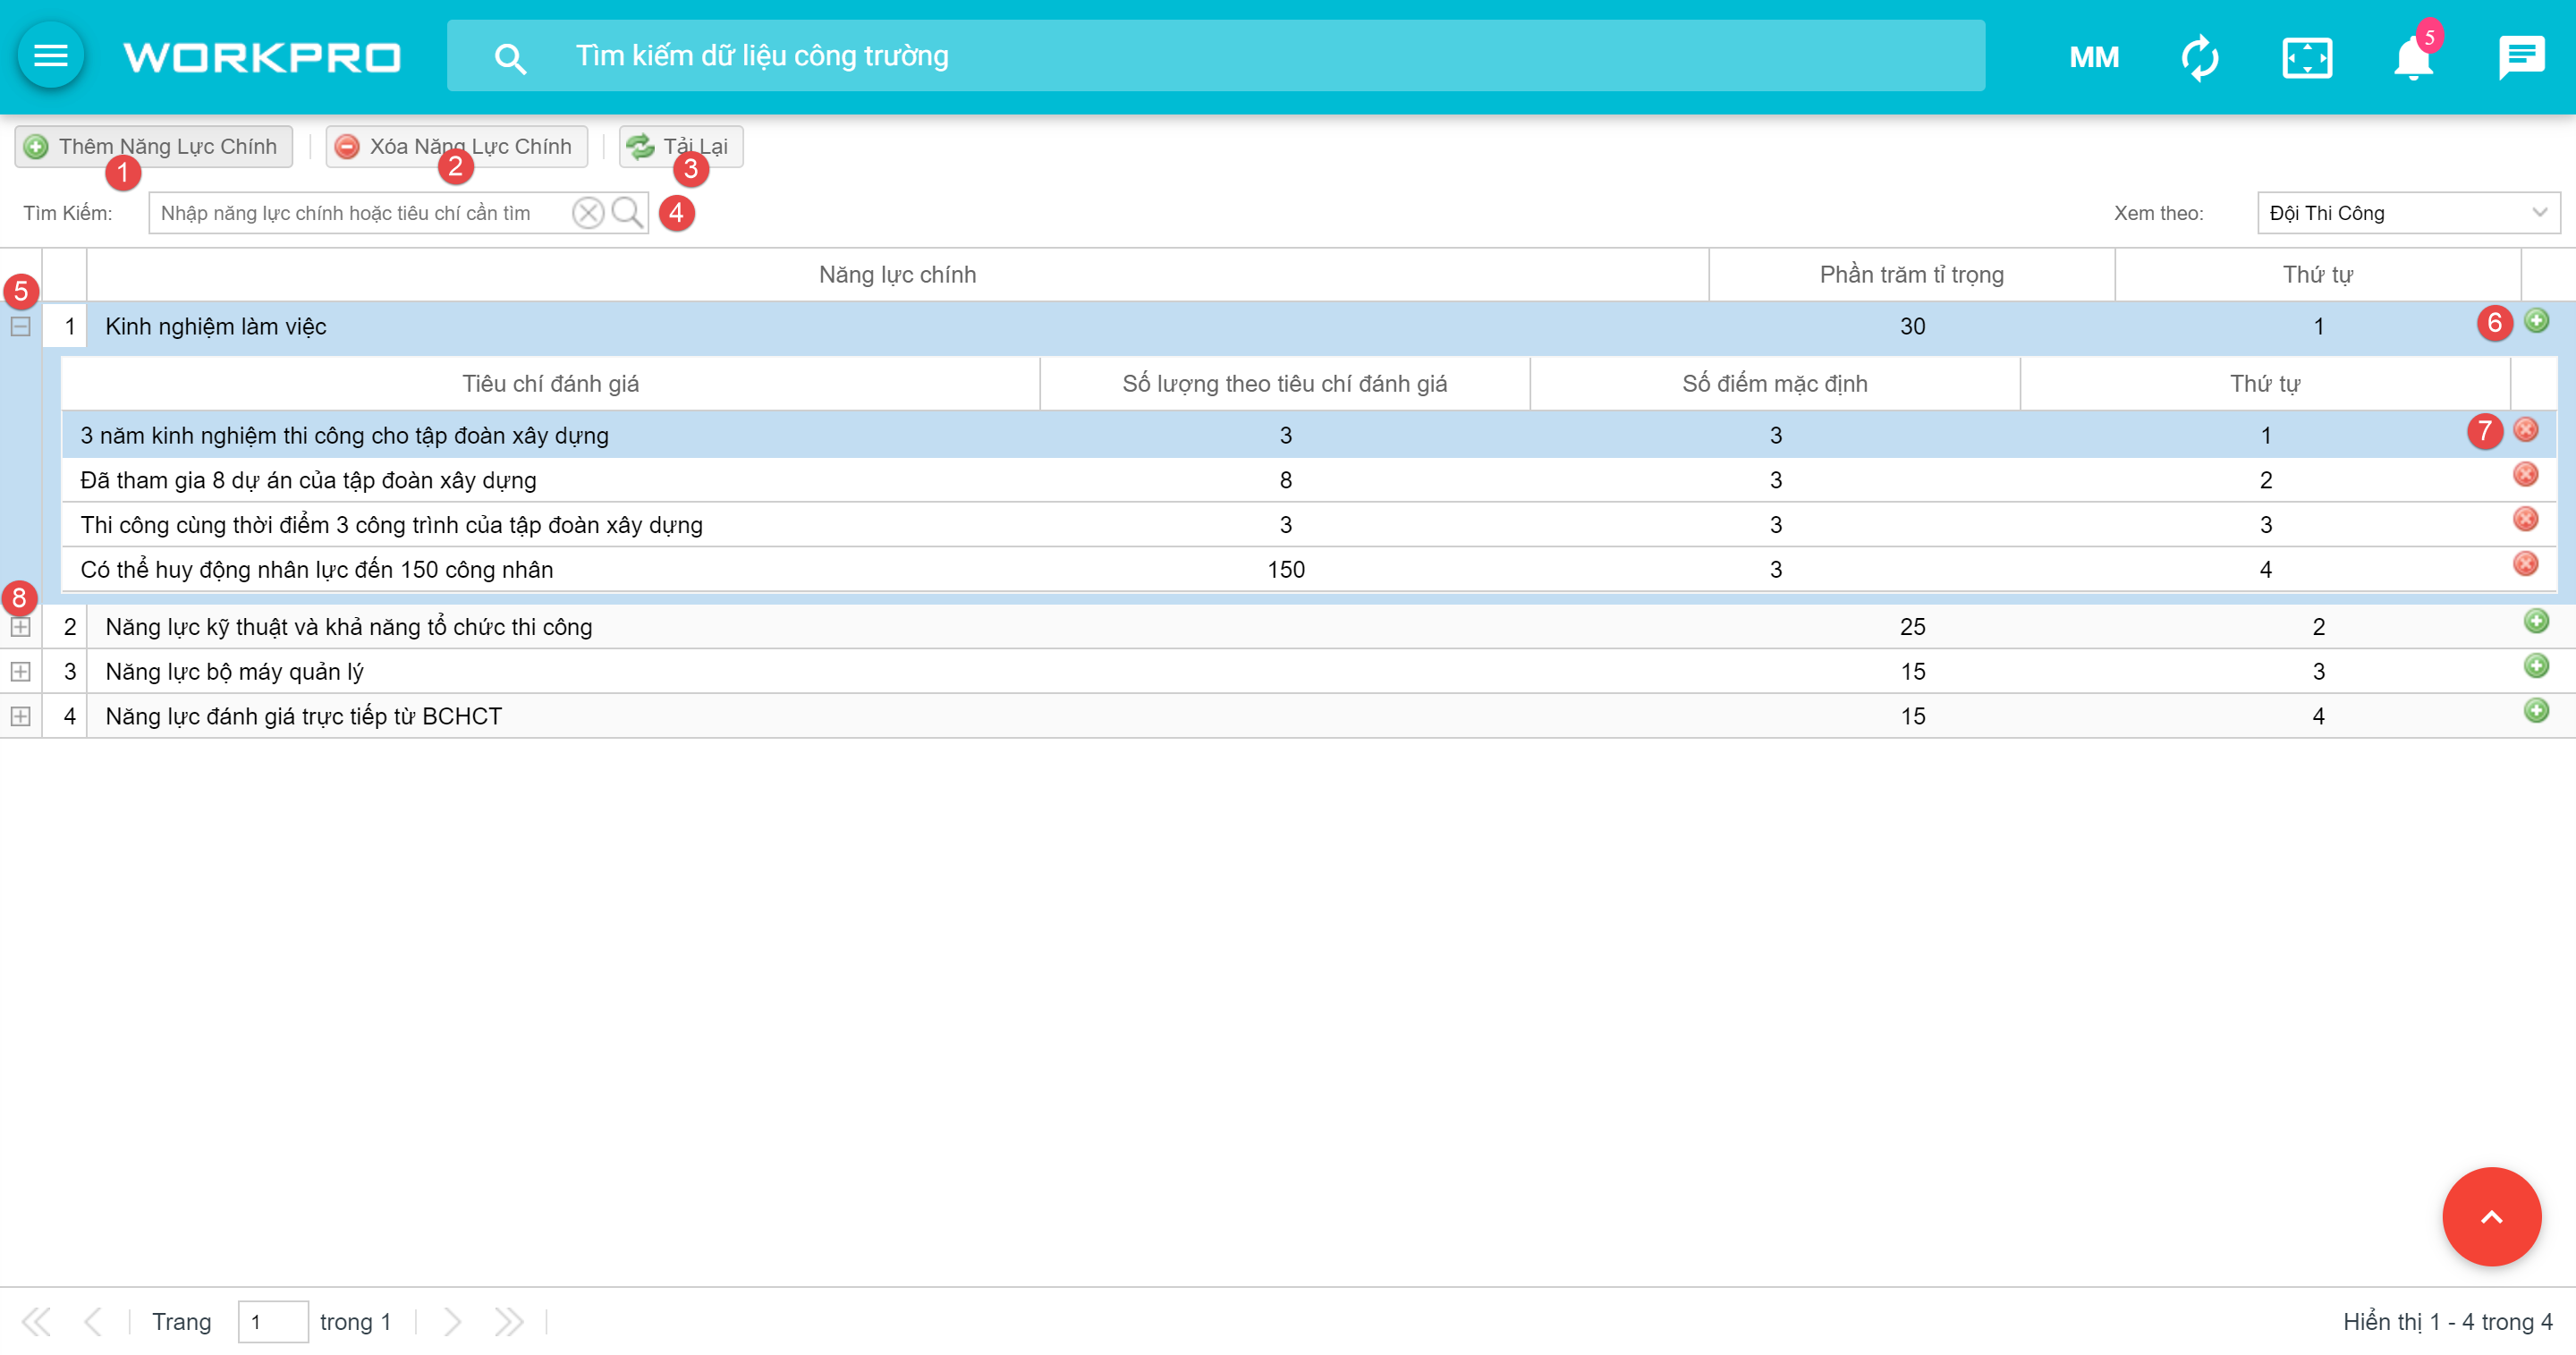 WORKPRO Tìm kiếm dữ liệu công trường MM 5
Thêm Năng Lực Chính Xóa Năng Lực Chính Tải Lại
1 2 3
Tìm Kiếm: Nhập năng lực chính hoặc tiêu chí cần tìm 4 Xem theo: Đội Thi Công
Năng lực chính Phần trăm tỉ trọng Thứ tự
5
1 Kinh nghiệm làm việc 30 1 6
Tiêu chí đánh giá Số lượng theo tiêu chí đánh giá Số điểm mặc định Thứ tự
3 năm kinh nghiệm thi công cho tập đoàn xây dựng 3 3 1 7
Đã tham gia 8 dự án của tập đoàn xây dựng 8 3 2
Thi công cùng thời điểm 3 công trình của tập đoàn xây dựng 3 3 3
Có thể huy động nhân lực đến 150 công nhân 150 3 4
8
2 Năng lực kỹ thuật và khả năng tổ chức thi công 25 2
3 Năng lực bộ máy quản lý 15 3
4 Năng lực đánh giá trực tiếp từ BCHCT 15 4
Trang 1 trong 1 Hiển thị 1 - 4 trong 4